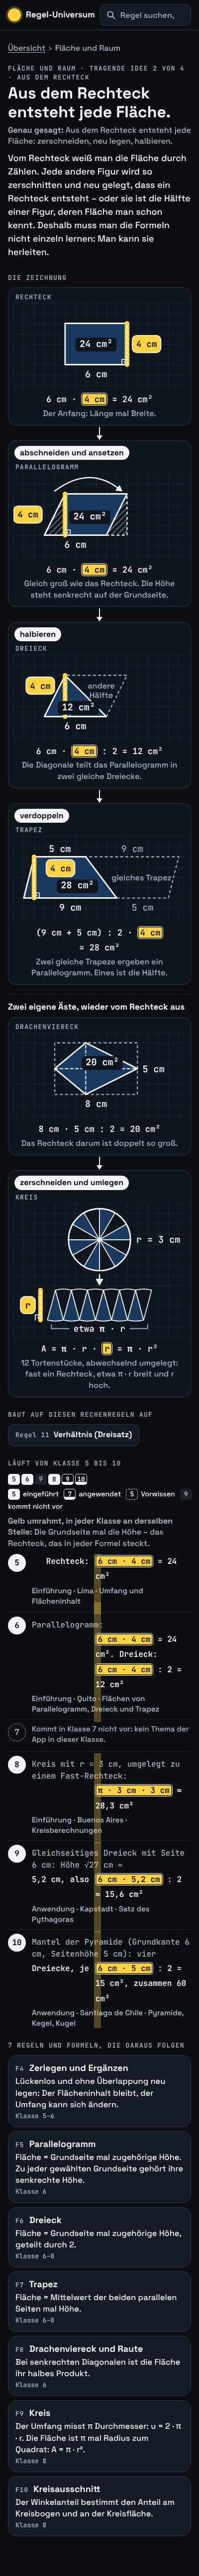 Regel-Universum
Regel suchen,
Übersicht › Fläche und Raum
FLÄCHE UND RAUM · TRAGENDE IDEE 2 VON 4
· AUS DEM RECHTECK
Aus dem Rechteck
entsteht jede Fläche.
Genau gesagt: Aus dem Rechteck entsteht jede
Fläche: zerschneiden, neu legen, halbieren.
Vom Rechteck weiß man die Fläche durch
Zählen. Jede andere Figur wird so
zerschnitten und neu gelegt, dass ein
Rechteck entsteht – oder sie ist die Hälfte
einer Figur, deren Fläche man schon
kennt. Deshalb muss man die Formeln
nicht einzeln lernen: Man kann sie
herleiten.
DIE ZEICHNUNG
RECHTECK
24 cm²
4 cm
6 cm
6 cm · 4 cm = 24 cm²
Der Anfang: Länge mal Breite.
abschneiden und ansetzen
PARALLELOGRAMM
4 cm
24 cm²
6 cm
6 cm · 4 cm = 24 cm²
Gleich groß wie das Rechteck. Die Höhe
steht senkrecht auf der Grundseite.
halbieren
DREIECK
4 cm
andere
Hälfte
12 cm²
6 cm
6 cm · 4 cm : 2 = 12 cm²
Die Diagonale teilt das Parallelogramm in
zwei gleiche Dreiecke.
verdoppeln
TRAPEZ
5 cm 9 cm
4 cm
gleiches Trapez
28 cm²
9 cm 5 cm
(9 cm + 5 cm) : 2 · 4 cm
= 28 cm²
Zwei gleiche Trapeze ergeben ein
Parallelogramm. Eines ist die Hälfte.
Zwei eigene Äste, wieder vom Rechteck aus
DRACHENVIERECK
20 cm²
5 cm
8 cm
8 cm · 5 cm : 2 = 20 cm²
Das Rechteck darum ist doppelt so groß.
zerschneiden und umlegen
KREIS
r = 3 cm
r
etwa π · r
A = π · r · r = π · r²
12 Tortenstücke, abwechselnd umgelegt:
fast ein Rechteck, etwa π · r breit und r
hoch.
BAUT AUF DIESEN RECHENREGELN AUF
Regel 11 Verhältnis (Dreisatz)
LÄUFT VON KLASSE 5 BIS 10
5 6 7 8 9 10
5 eingeführt 7 angewendet 5 Vorwissen 9
kommt nicht vor
Gelb umrahmt, in jeder Klasse an derselben
Stelle: Die Grundseite mal die Höhe – das
Rechteck, das in jeder Formel steckt.
5 Rechteck: 6 cm · 4 cm = 24
cm²
Einführung · Lima · Umfang und
Flächeninhalt
6 Parallelogramm:
6 cm · 4 cm = 24
cm². Dreieck:
6 cm · 4 cm : 2 =
12 cm²
Einführung · Quito · Flächen von
Parallelogramm, Dreieck und Trapez
7 Kommt in Klasse 7 nicht vor: kein Thema der
App in dieser Klasse.
8 Kreis mit r = 3 cm, umgelegt zu
einem Fast-Rechteck:
π · 3 cm · 3 cm ≈
28,3 cm²
Einführung · Buenos Aires ·
Kreisberechnungen
9 Gleichseitiges Dreieck mit Seite
6 cm: Höhe √27 cm ≈
5,2 cm, also 6 cm · 5,2 cm : 2
≈ 15,6 cm²
Anwendung · Kapstadt · Satz des
Pythagoras
10 Mantel der Pyramide (Grundkante 6
cm, Seitenhöhe 5 cm): vier
Dreiecke, je 6 cm · 5 cm : 2 =
15 cm², zusammen 60
cm²
Anwendung · Santiago de Chile · Pyramide,
Kegel, Kugel
7 REGELN UND FORMELN, DIE DARAUS FOLGEN
F4 Zerlegen und Ergänzen
Lückenlos und ohne Überlappung neu
legen: Der Flächeninhalt bleibt, der
Umfang kann sich ändern.
Klasse 5–6
F5 Parallelogramm
Fläche = Grundseite mal zugehörige Höhe.
Zu jeder gewählten Grundseite gehört ihre
senkrechte Höhe.
Klasse 6
F6 Dreieck
Fläche = Grundseite mal zugehörige Höhe,
geteilt durch 2.
Klasse 6–8
F7 Trapez
Fläche = Mittelwert der beiden parallelen
Seiten mal Höhe.
Klasse 6–8
F8 Drachenviereck und Raute
Bei senkrechten Diagonalen ist die Fläche
ihr halbes Produkt.
Klasse 6
F9 Kreis
Der Umfang misst π Durchmesser: u = 2 · π
· r. Die Fläche ist π mal Radius zum
Quadrat: A = π · r².
Klasse 8
F10 Kreisausschnitt
Der Winkelanteil bestimmt den Anteil am
Kreisbogen und an der Kreisfläche.
Klasse 8